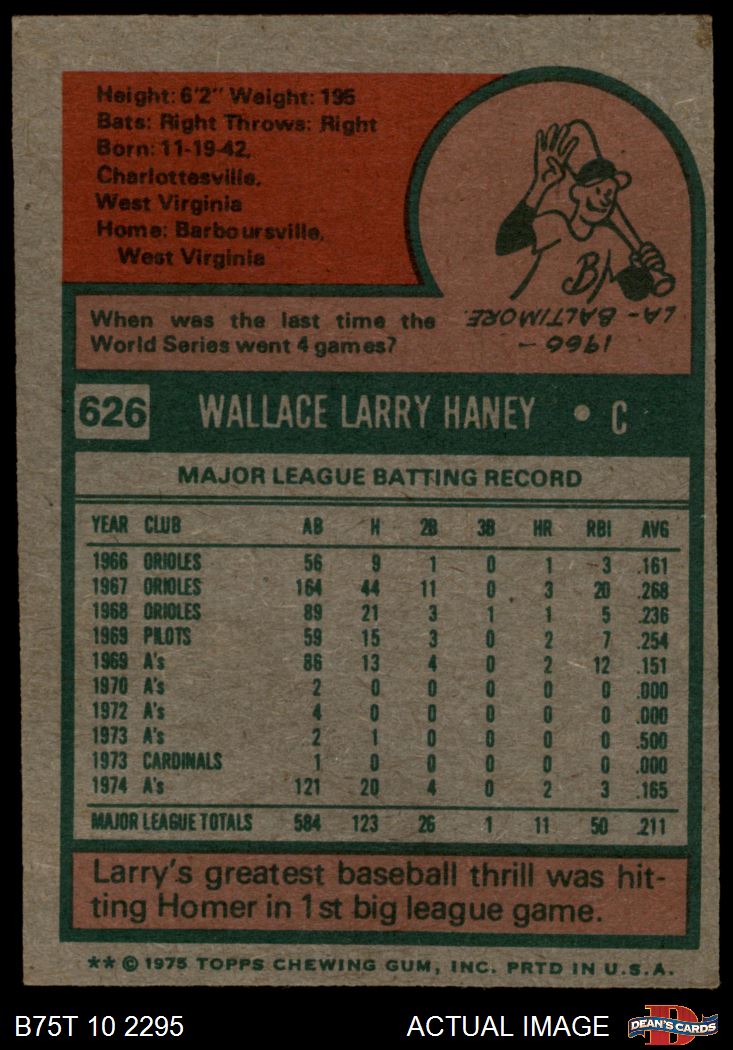 Height: 6'2" Weight: 195
Bats: Right Throws: Right
Born: 11-19-42,
Charlottesville,
West Virginia
Home: Barboursville,
West Virginia
When was the last time the
World Series went 4 games?
1966 -
LA - BALTIMORE.
626 WALLACE LARRY HANEY • C
MAJOR LEAGUE BATTING RECORD
YEAR CLUB AB H 2B 3B HR RBI AVG
1966 ORIOLES 56 9 1 0 1 3 .161
1967 ORIOLES 164 44 11 0 3 20 .268
1968 ORIOLES 89 21 3 1 1 5 .236
1969 PILOTS 59 15 3 0 2 7 .254
1969 A's 86 13 4 0 2 12 .151
1970 A's 2 0 0 0 0 0 .000
1972 A's 4 0 0 0 0 0 .000
1973 A's 2 1 0 0 0 0 .500
1973 CARDINALS 1 0 0 0 0 0 .000
1974 A's 121 20 4 0 2 3 .165
MAJOR LEAGUE TOTALS 584 123 26 1 11 50 .211
Larry's greatest baseball thrill was hit-
ting Homer in 1st big league game.
** © 1975 TOPPS CHEWING GUM, INC. PRTD IN U.S.A.
B75T 10 2295 ACTUAL IMAGE DEAN'S CARDS